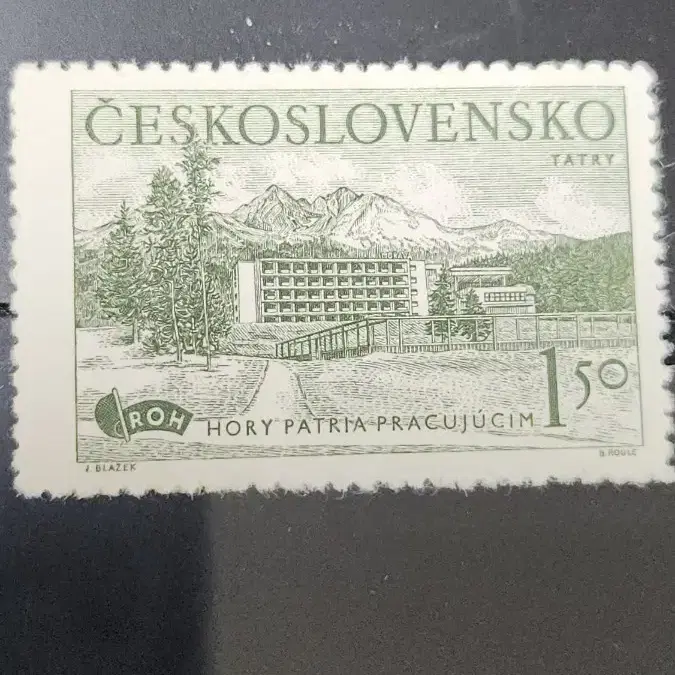 ČESKOSLOVENSKO
TATRY
ROH
HORY PATRIA PRACUJÚCIM
1 50
J. BLAŽEK
B. ROULE